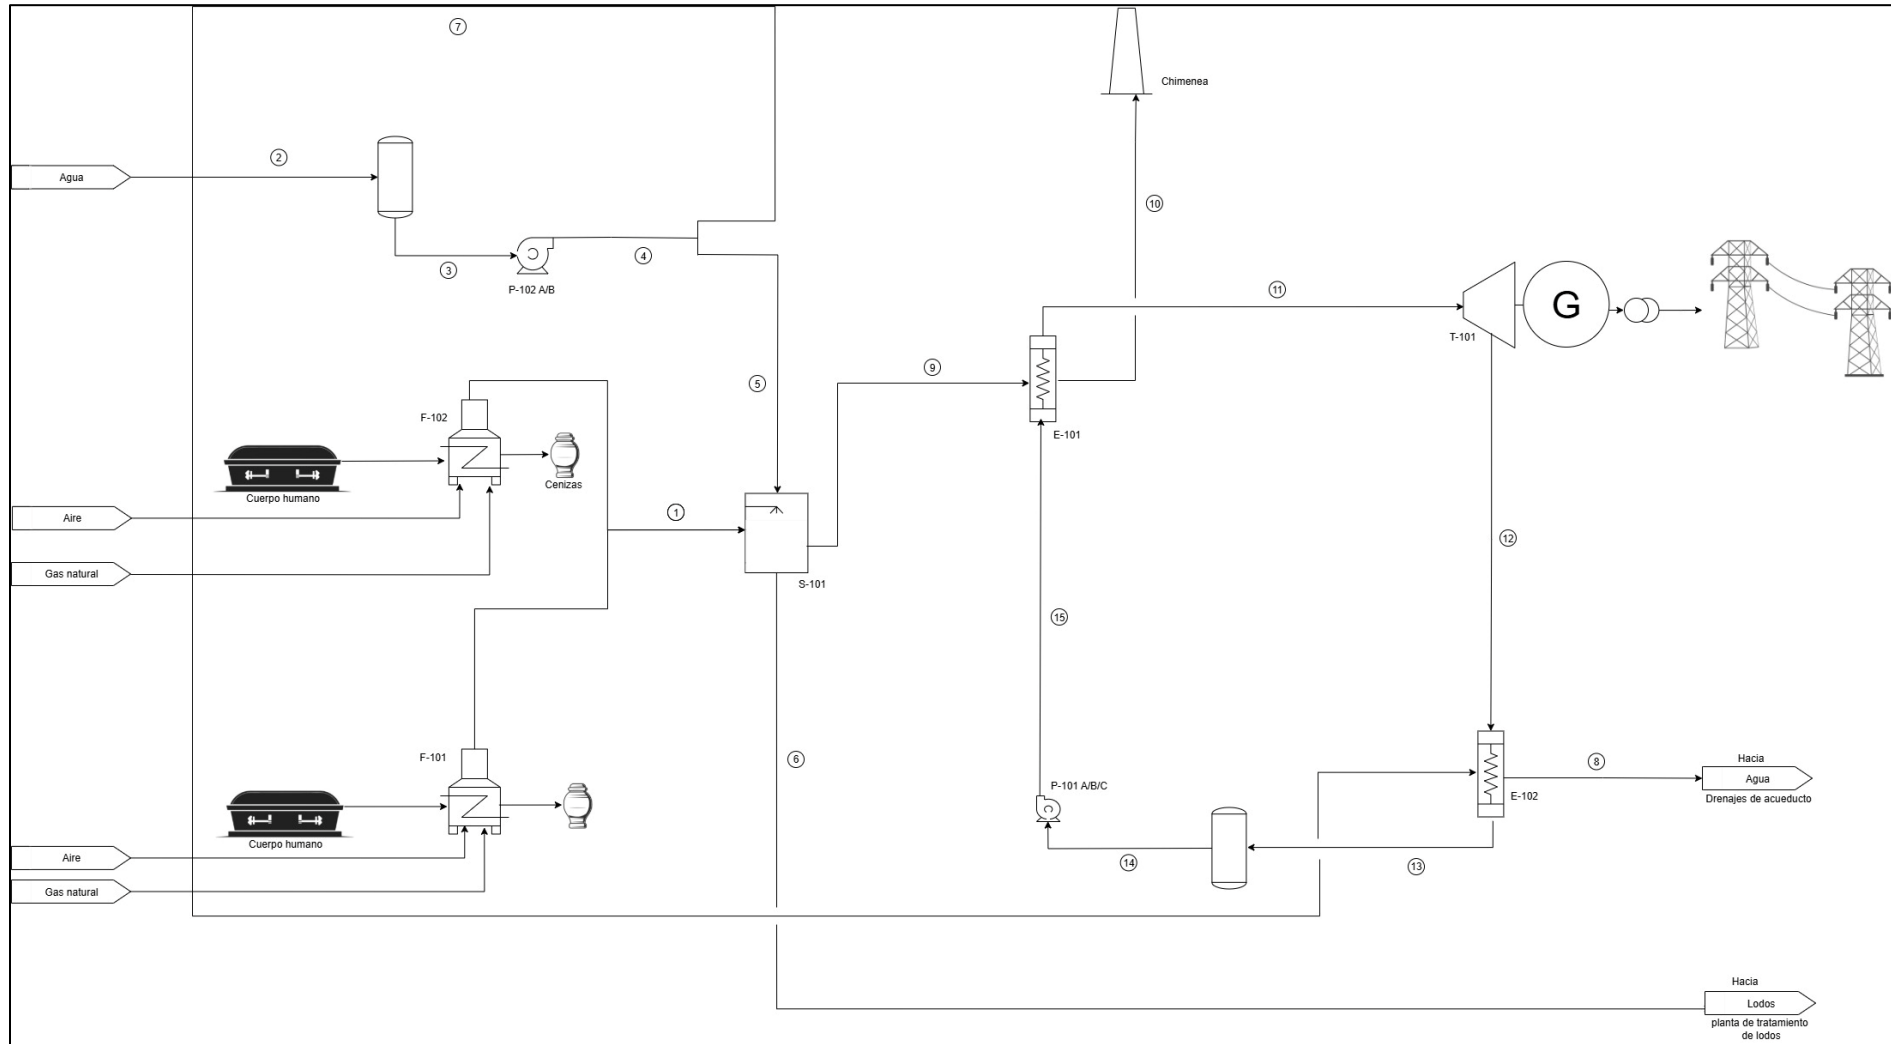 7
Chimenea
2
Agua
10
3
4
P-102 A/B
11
G
T-101
9
5
F-102
E-101
Cuerpo humano
Cenizas
Aire
1
12
Gas natural
S-101
15
6
F-101
Hacia
8
Agua
P-101 A/B/C
E-102
Drenajes de acueducto
Cuerpo humano
Aire
14
13
Gas natural
Hacia
Lodos
planta de tratamiento
de lodos
C
C